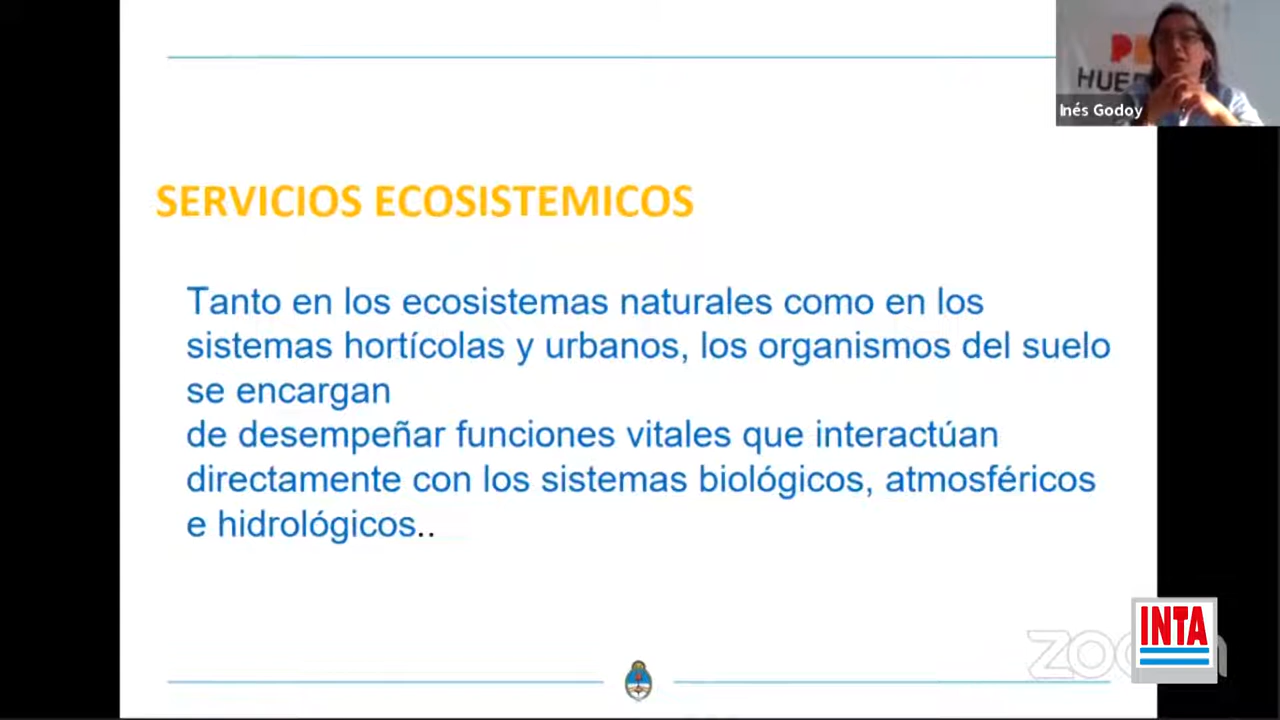 HUE
Inés Godoy
SERVICIOS ECOSISTEMICOS
Tanto en los ecosistemas naturales como en los
sistemas hortícolas y urbanos, los organismos del suelo
se encargan
de desempeñar funciones vitales que interactúan
directamente con los sistemas biológicos, atmosféricos
e hidrológicos..
INTA
zoom